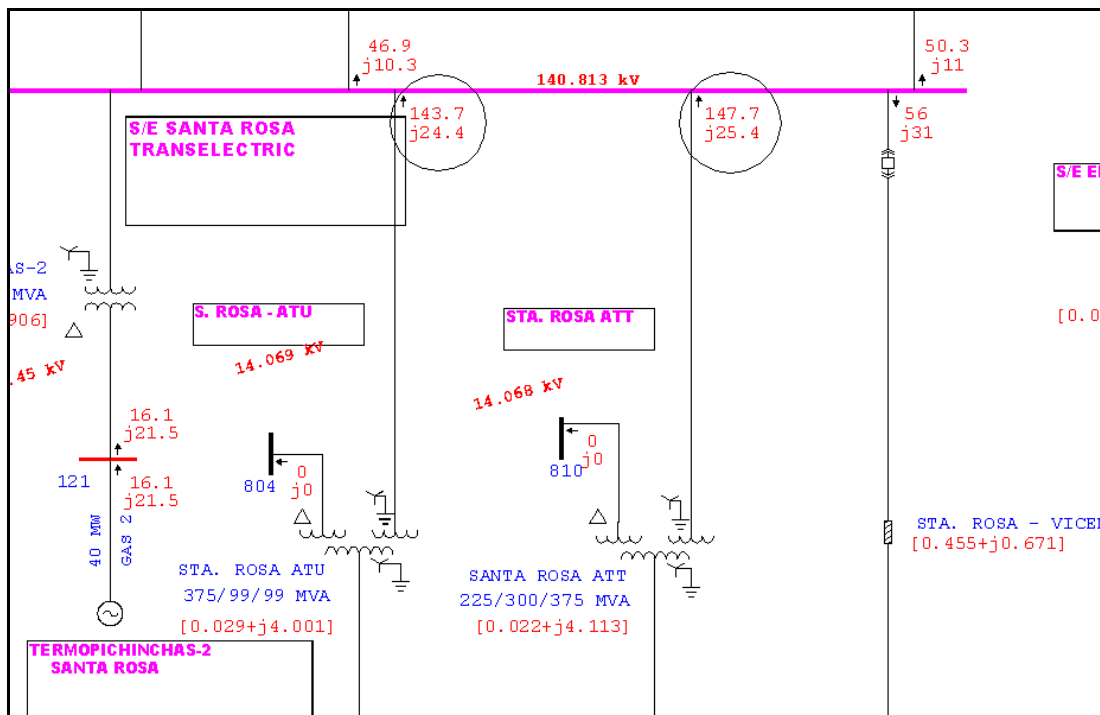 46.9
j10.3
50.3
j11
140.813 kV
143.7
j24.4
147.7
j25.4
56
j31
S/E SANTA ROSA
TRANSELECTRIC
S/E
AS-2
MVA
906]
S. ROSA - ATU
STA. ROSA ATT
[0.0
.45 kV
14.069 kV
14.068 kV
16.1
j21.5
121
16.1
j21.5
804
0
j0
810
0
j0
40 MW
GAS 2
STA. ROSA - VICEN
[0.455+j0.671]
STA. ROSA ATU
375/99/99 MVA
[0.029+j4.001]
SANTA ROSA ATT
225/300/375 MVA
[0.022+j4.113]
TERMOPICHINCHAS-2
SANTA ROSA